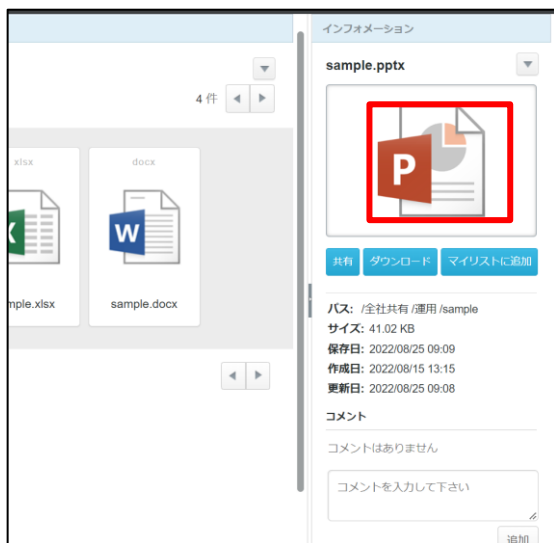 インフォメーション
sample.pptx
4 件
xlsx
docx
W
P
sample.docx
共有 ダウンロード マイリストに追加
パス: /全社共有 /運用 /sample
サイズ: 41.02 KB
保存日: 2022/08/25 09:09
作成日: 2022/08/15 13:15
更新日: 2022/08/25 09:08
コメント
コメントはありません
コメントを入力して下さい
追加